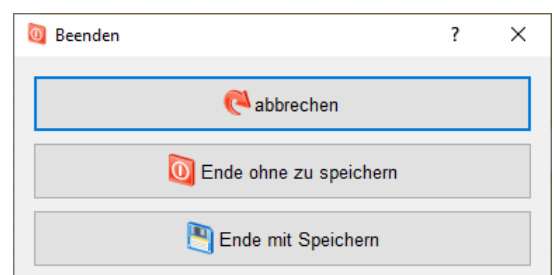 Beenden ?
abbrechen
Ende ohne zu speichern
Ende mit Speichern